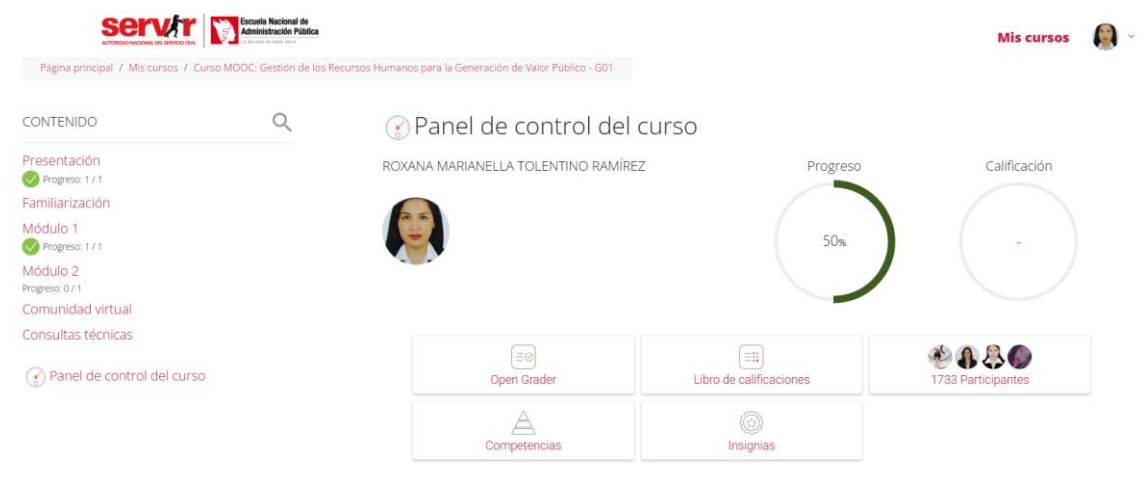 servir
AUTORIDAD NACIONAL DEL SERVICIO CIVIL
Escuela Nacional de
Administración Pública
Mis cursos
Página principal / Mis cursos / Curso MOOC: Gestión de los Recursos Humanos para la Generación de Valor Público - G01
CONTENIDO
Presentación
Progreso: 1 / 1
Familiarización
Módulo 1
Progreso: 1 / 1
Módulo 2
Progreso: 0 / 1
Comunidad virtual
Consultas técnicas
Panel de control del curso
Panel de control del curso
ROXANA MARIANELLA TOLENTINO RAMÍREZ
Progreso
Calificación
50%
-
Open Grader
Libro de calificaciones
1733 Participantes
Competencias
Insignias